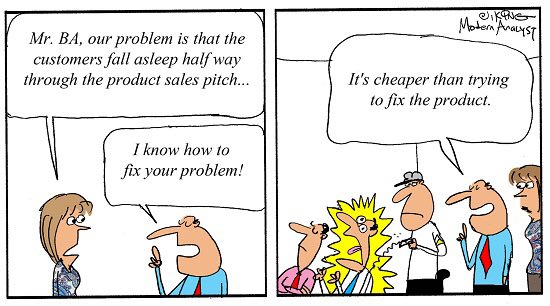 Mr. BA, our problem is that the
customers fall asleep half way
through the product sales pitch...
I know how to
fix your problem!
Modern Analyst
It's cheaper than trying
to fix the product.